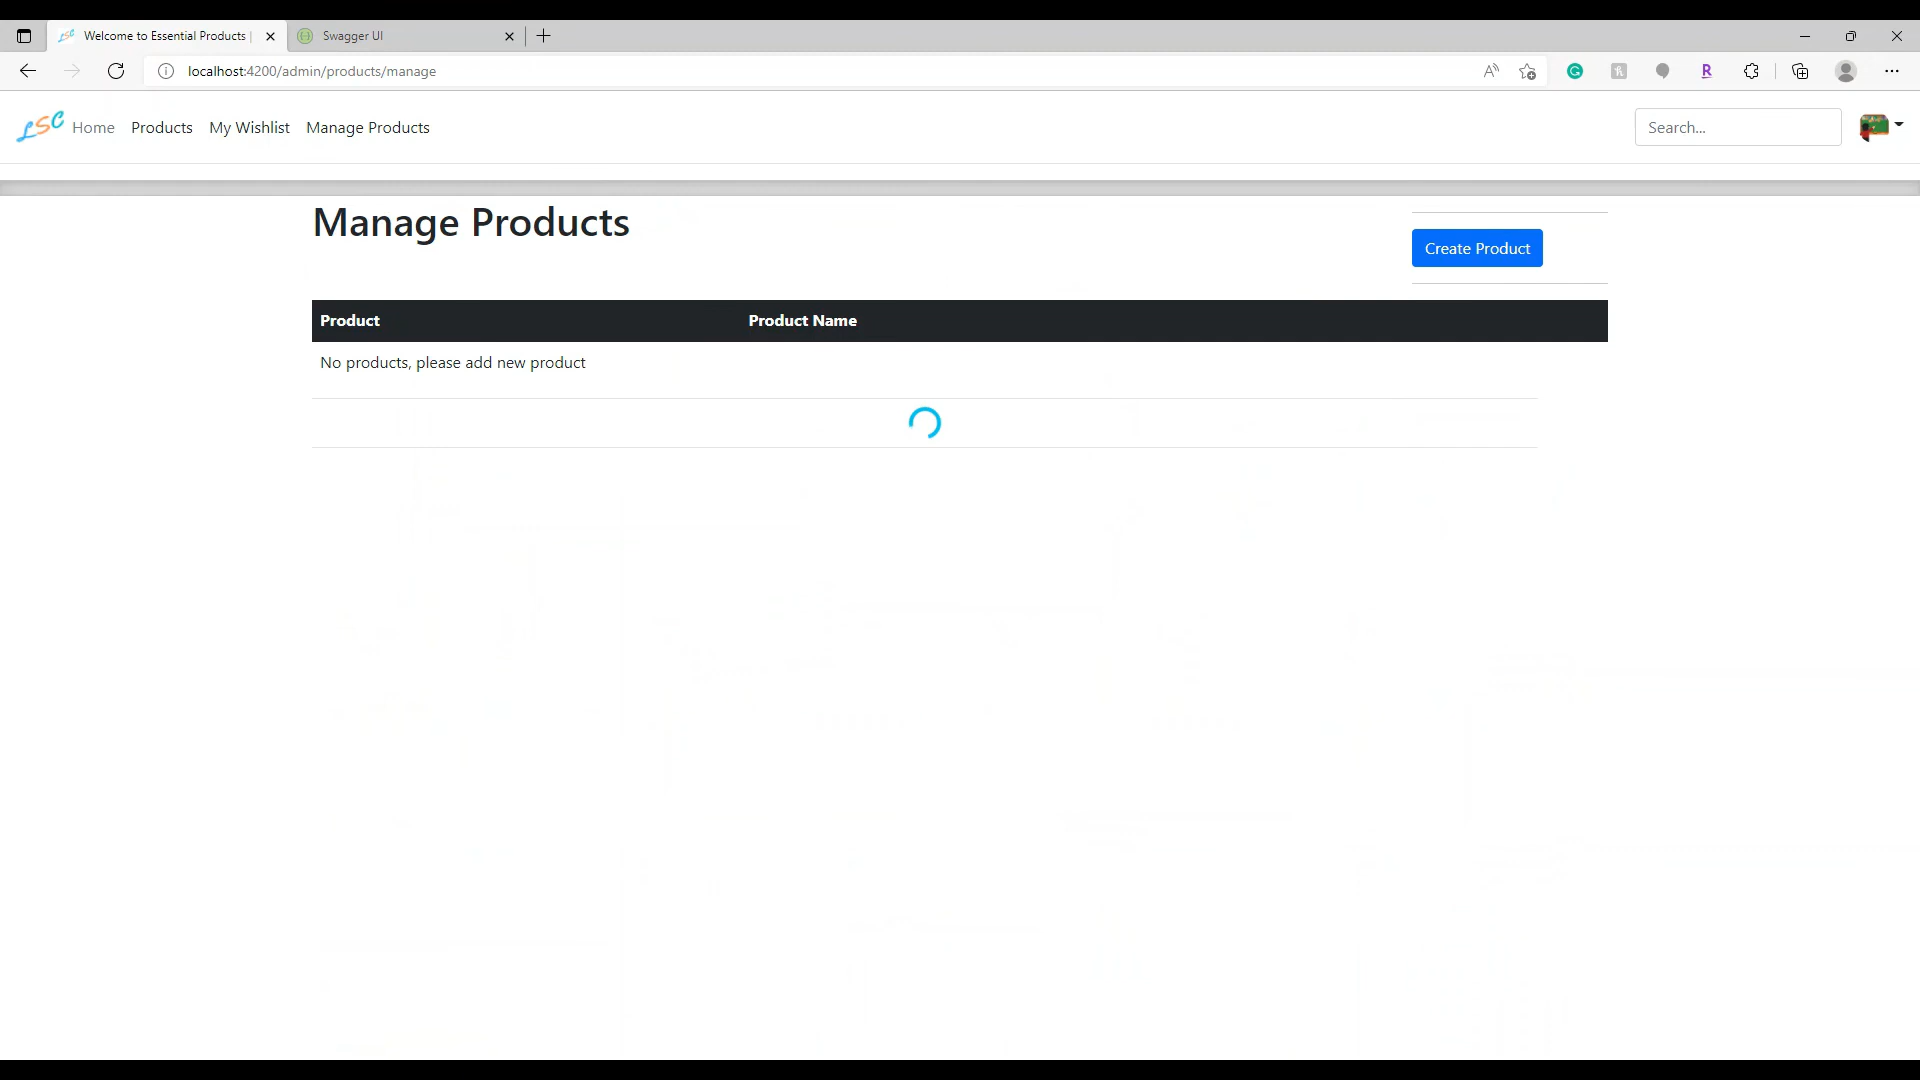 Welcome to Essential Products |
Swagger UI
localhost:4200/admin/products/manage
LSC
Home
Products
My Wishlist
Manage Products
Search...
Manage Products
Create Product
Product
Product Name
No products, please add new product